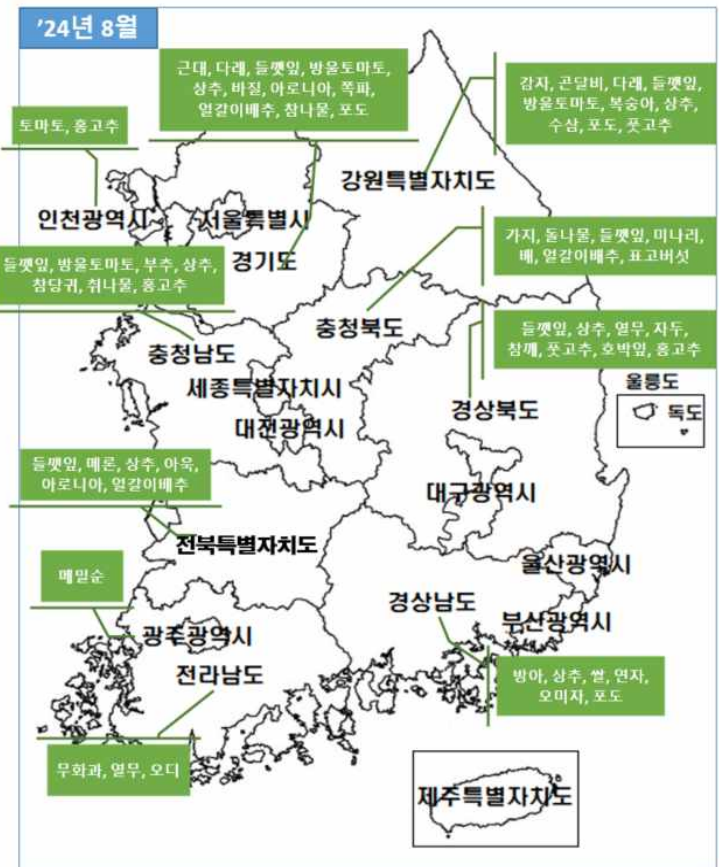 ’24년 8월
근대, 다래, 들깻잎, 방울토마토,
상추, 바질, 아로니아, 쪽파,
얼갈이배추, 참나물, 포도
감자, 곤달비, 다래, 들깻잎,
방울토마토, 복숭아, 상추,
수삼, 포도, 풋고추
토마토, 홍고추
강원특별자치도
인천광역시
서울특별시
경기도
가지, 돌나물, 들깻잎, 미나리,
배, 얼갈이배추, 표고버섯
들깻잎, 방울토마토, 부추, 상추,
참당귀, 취나물, 홍고추
충청북도
충청남도
들깻잎, 상추, 열무, 자두,
참깨, 풋고추, 호박잎, 홍고추
세종특별자치시
경상북도
울릉도
독도
대전광역시
들깻잎, 메론, 상추, 아욱,
아로니아, 얼갈이배추
대구광역시
전북특별자치도
울산광역시
메밀순
경상남도
부산광역시
광주광역시
전라남도
방아, 상추, 쌀, 연자,
오미자, 포도
무화과, 열무, 오디
제주특별자치도